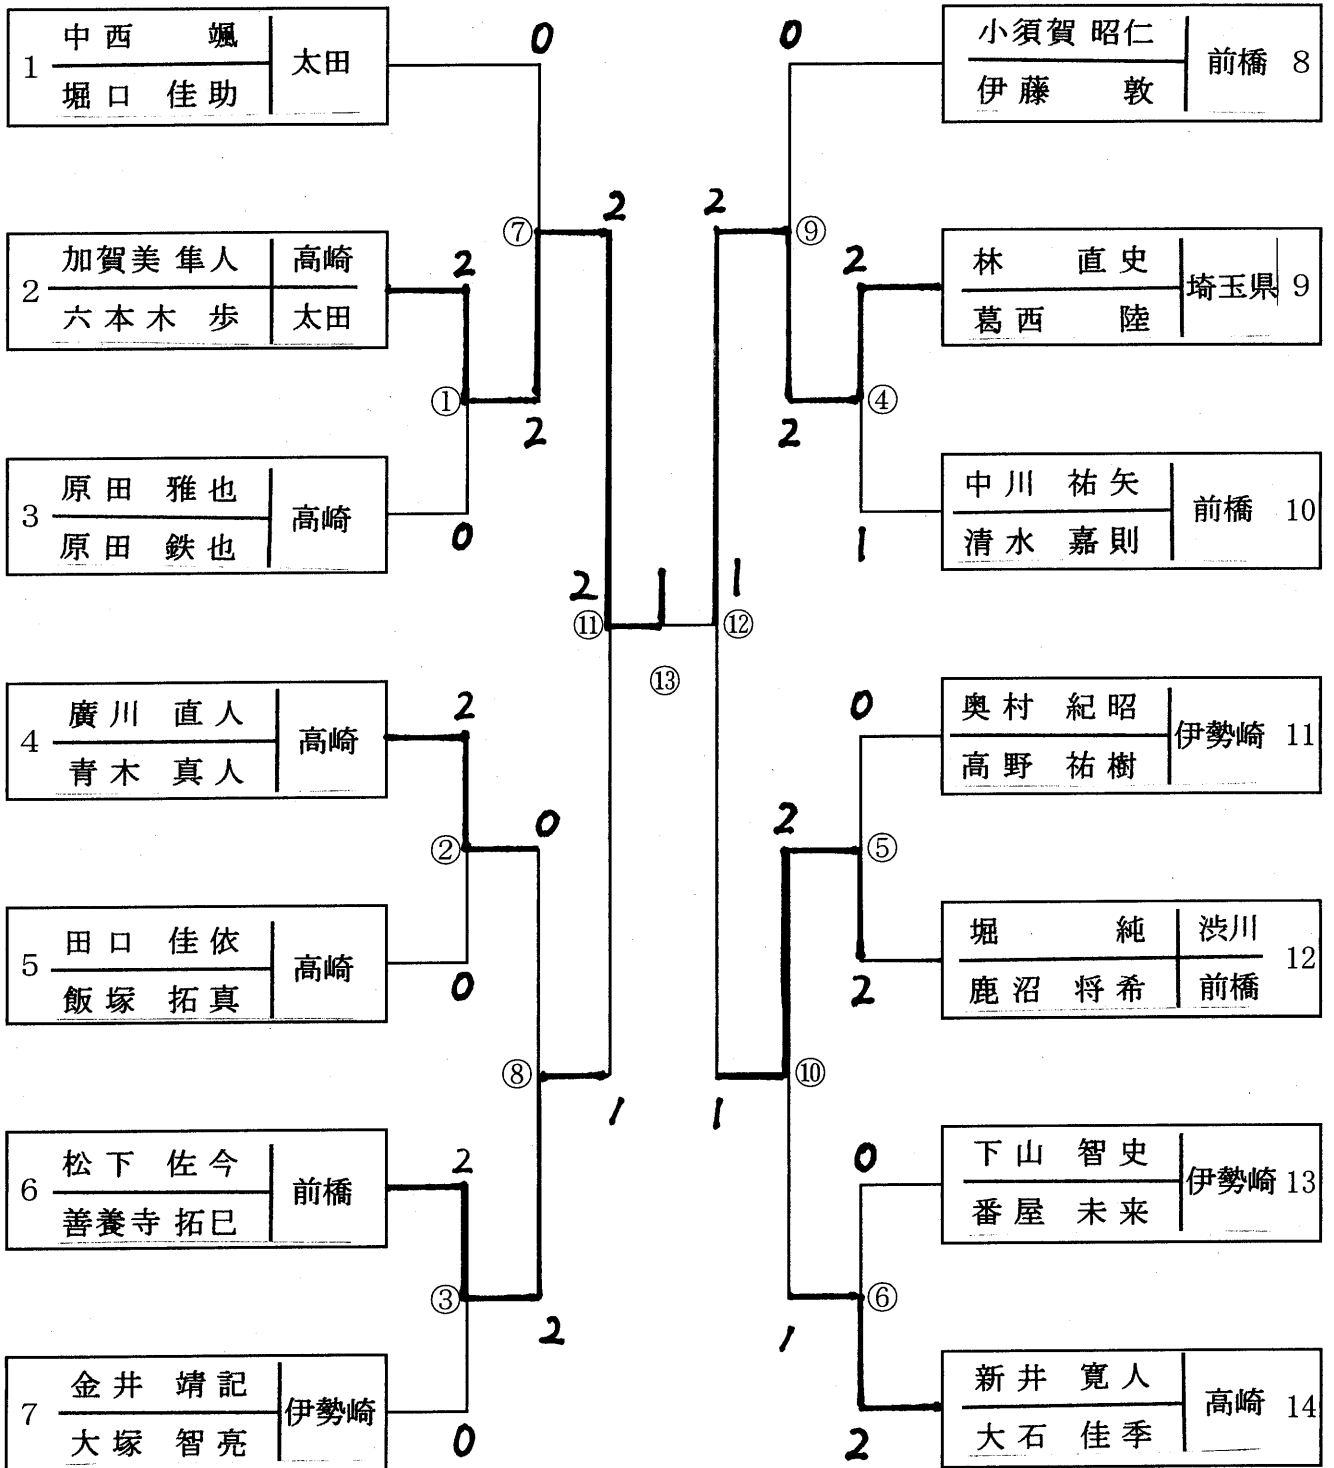 1 中西 颯 太田
堀口 佳助
2 加賀美 隼人 高崎
六本木 歩 太田
3 原田 雅也 高崎
原田 鉄也
4 廣川 直人 高崎
青木 真人
5 田口 佳依 高崎
飯塚 拓真
6 松下 佐今 前橋
善養寺 拓巳
7 金井 靖記 伊勢崎
大塚 智亮
0
⑦
2
2
①
2
0
2
⑪
2
②
0
0
⑧
1
2
③
2
0
⑬
0
2
⑨
2
2
④
1
1
⑫
0
2
⑤
2
1
⑩
0
1
⑥
2
小須賀 昭仁 前橋 8
伊藤 敦
林 直史 埼玉県 9
葛西 陸
中川 祐矢 前橋 10
清水 嘉則
奥村 紀昭 伊勢崎 11
高野 祐樹
堀 純 渋川 12
鹿沼 将希 前橋
下山 智史 伊勢崎 13
番屋 未来
新井 寛人 高崎 14
大石 佳季